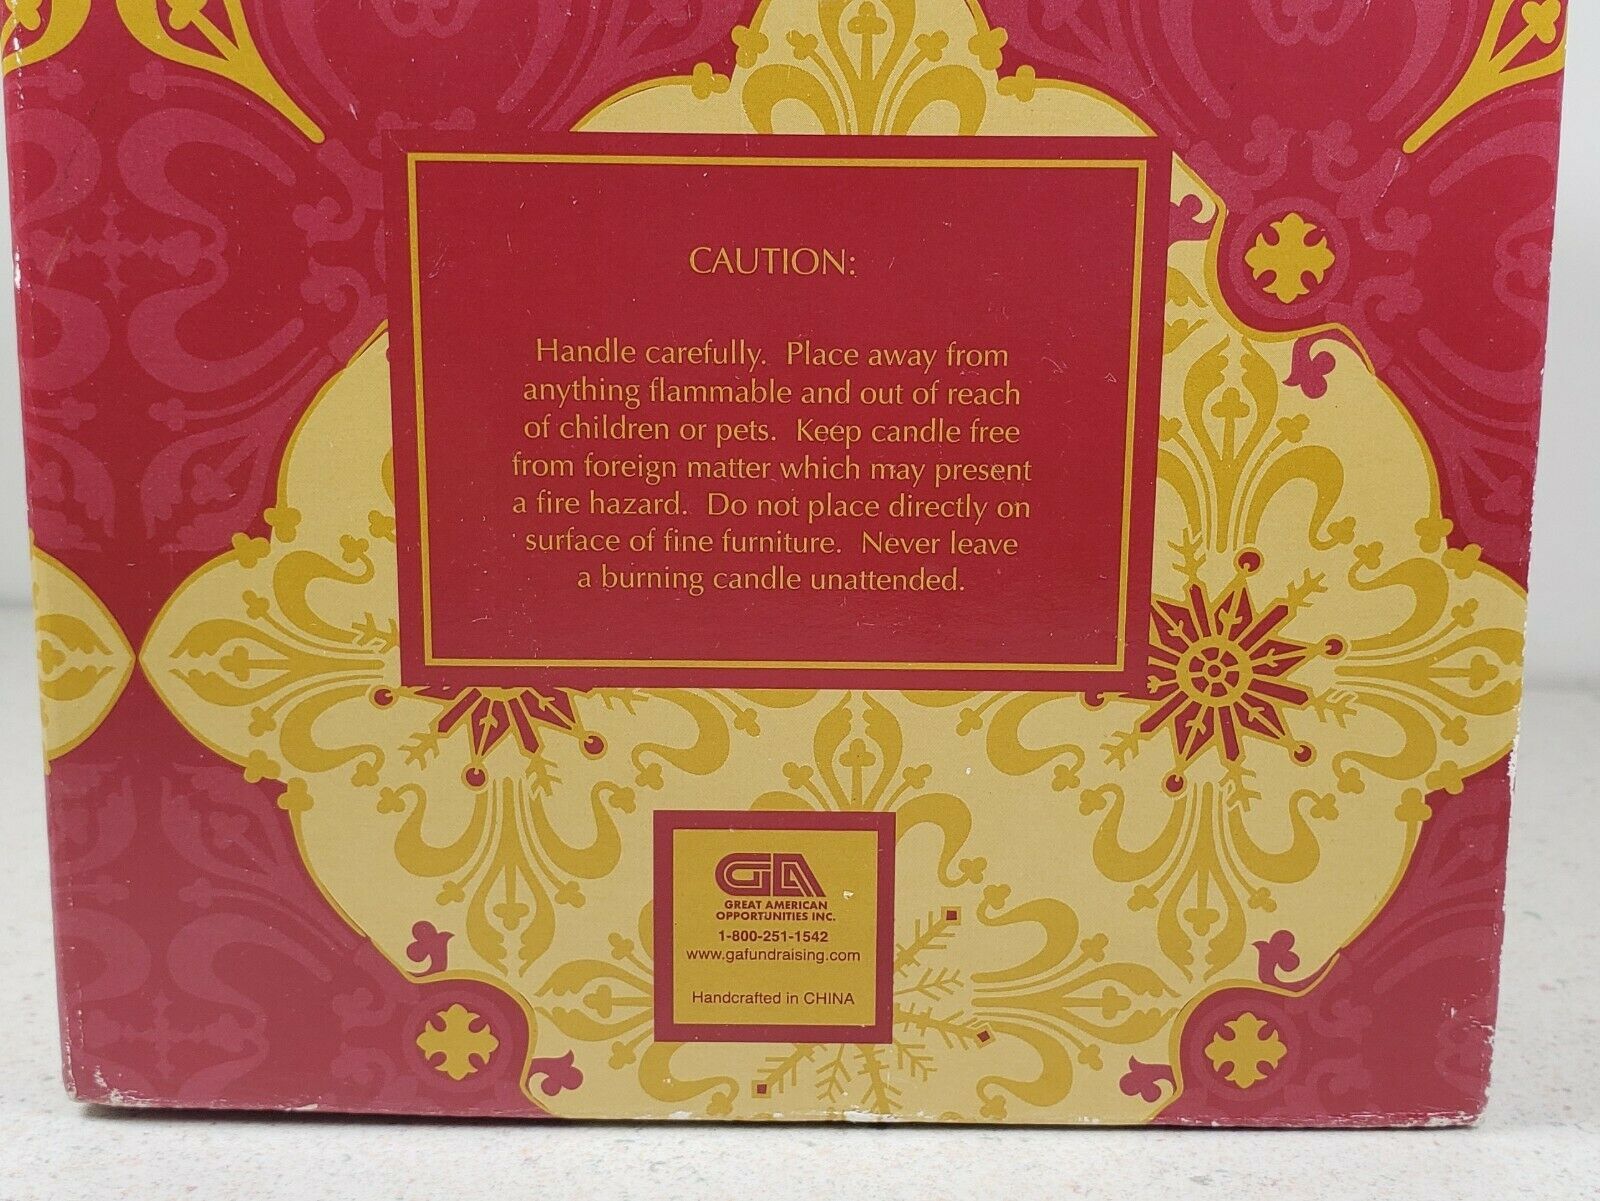 CAUTION:
Handle carefully. Place away from
anything flammable and out of reach
of children or pets. Keep candle free
from foreign matter which may present
a fire hazard. Do not place directly on
surface of fine furniture. Never leave
a burning candle unattended.
GA
GREAT AMERICAN
OPPORTUNITIES INC.
1-800-251-1542
www.gafundraising.com
Handcrafted in CHINA